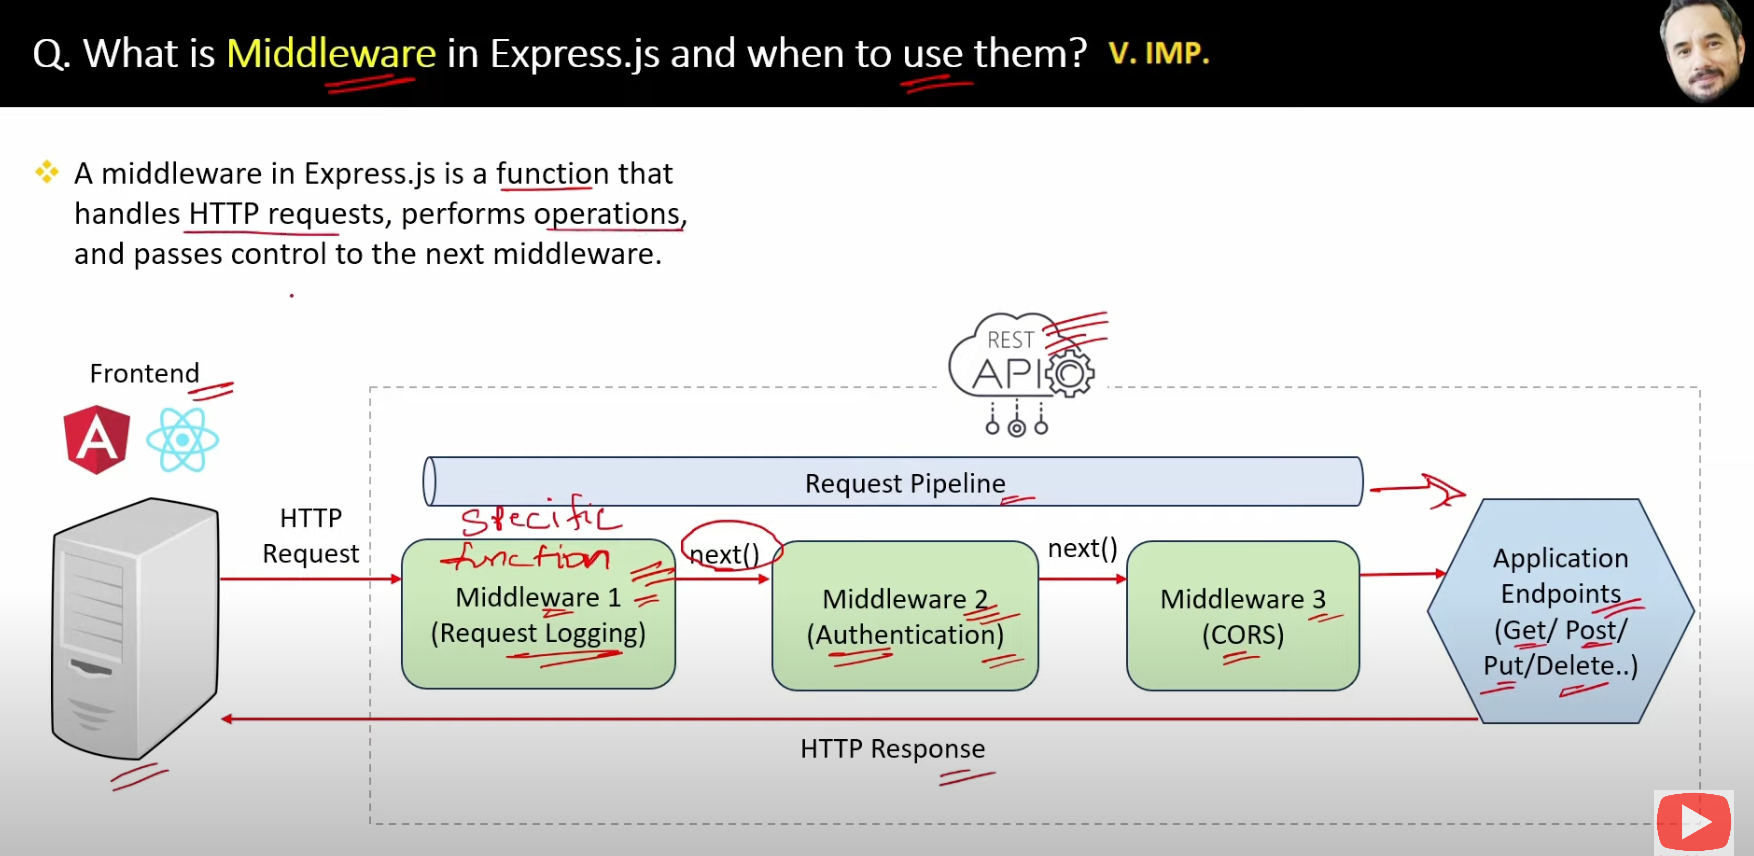 Q. What is Middleware in Express.js and when to use them? V. IMP.
A middleware in Express.js is a function that
handles HTTP requests, performs operations,
and passes control to the next middleware.
REST
API
Frontend
A
Request Pipeline
HTTP
Request
specific
function
Middleware 1
(Request Logging)
next()
Middleware 2
(Authentication)
next()
Middleware 3
(CORS)
Application
Endpoints
(Get/ Post/
Put/Delete..)
HTTP Response